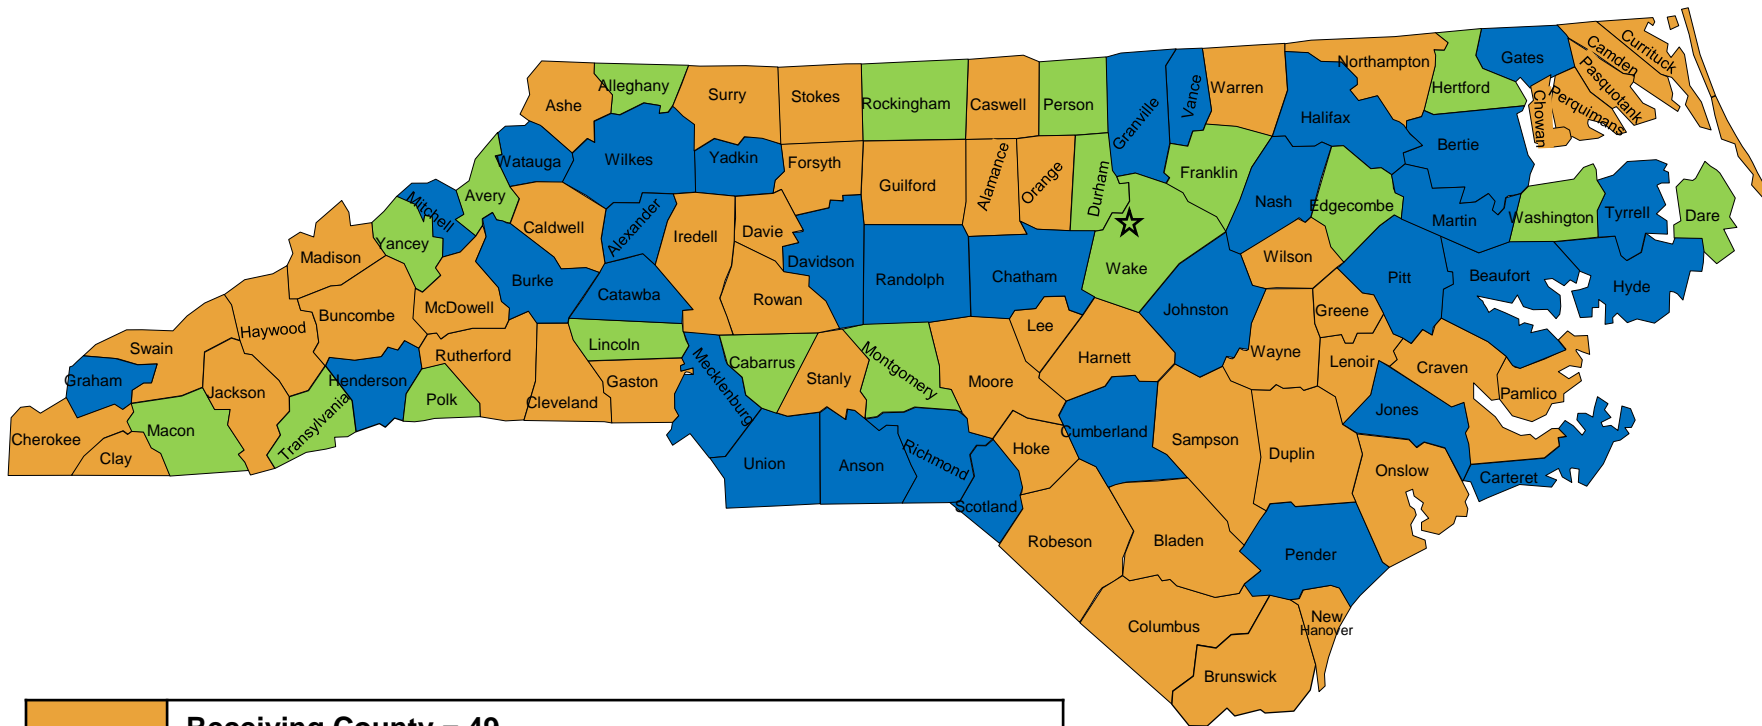 Currituck
Camden
Pasquotank
Perquimans
Chowan
Gates
Northampton
Hertford
Alleghany
Ashe
Surry
Stokes
Rockingham
Caswell
Person
Granville
Vance
Warren
Halifax
Bertie
Watauga
Wilkes
Yadkin
Forsyth
Guilford
Alamance
Orange
Durham
Franklin
Nash
Edgecombe
Martin
Washington
Tyrrell
Dare
Mitchell
Avery
Yancey
Caldwell
Alexander
Iredell
Davie
Davidson
Randolph
Chatham
Wake
Wilson
Pitt
Beaufort
Hyde
Madison
Buncombe
McDowell
Burke
Catawba
Rowan
Johnston
Greene
Haywood
Swain
Rutherford
Lincoln
Mecklenburg
Cabarrus
Stanly
Montgomery
Moore
Lee
Harnett
Wayne
Lenoir
Craven
Pamlico
Graham
Jackson
Henderson
Polk
Cleveland
Gaston
Jones
Cherokee
Clay
Macon
Transylvania
Union
Anson
Richmond
Scotland
Hoke
Cumberland
Sampson
Duplin
Onslow
Carteret
Robeson
Bladen
Pender
Columbus
Brunswick
New
Hanover